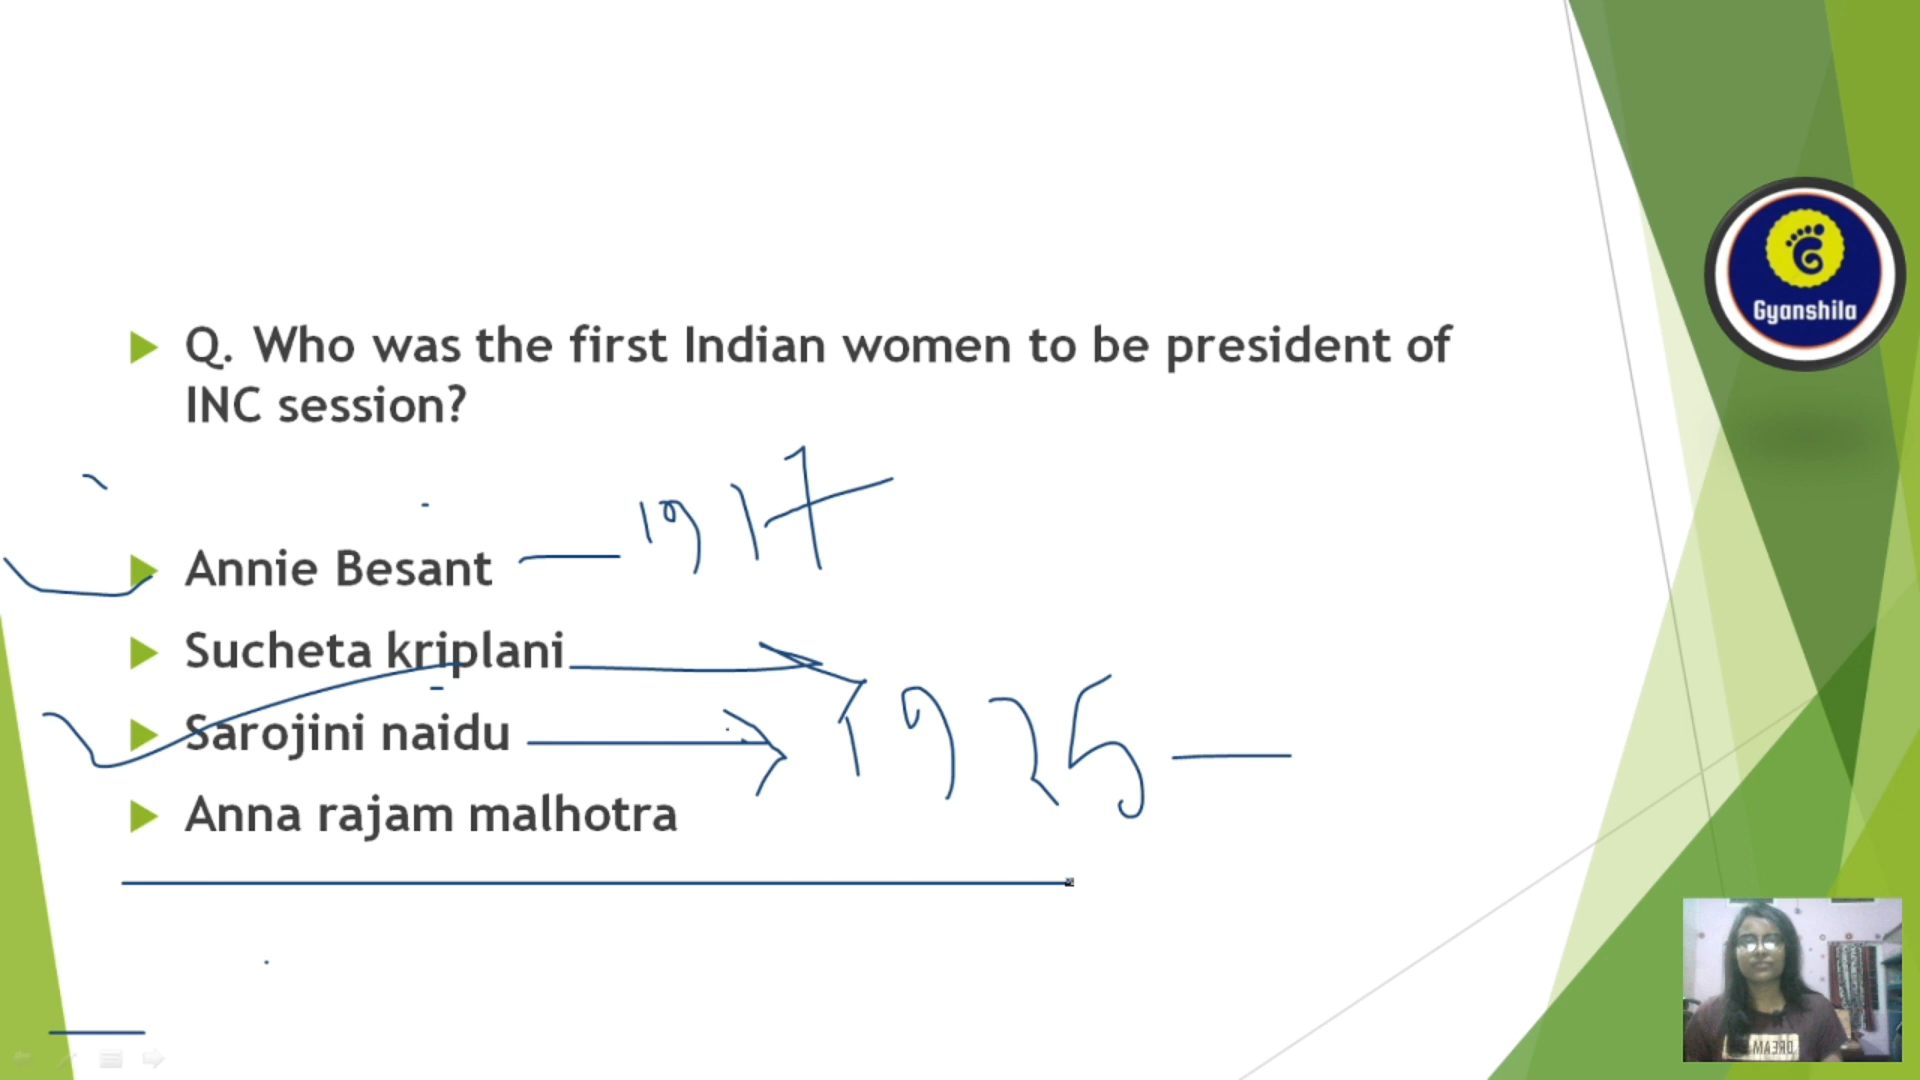 Q. Who was the first Indian women to be president of
INC session?
Annie Besant — 1917
Sucheta kriplani
Sarojini naidu → 1925 —
Anna rajam malhotra
Gyanshila
DREAM